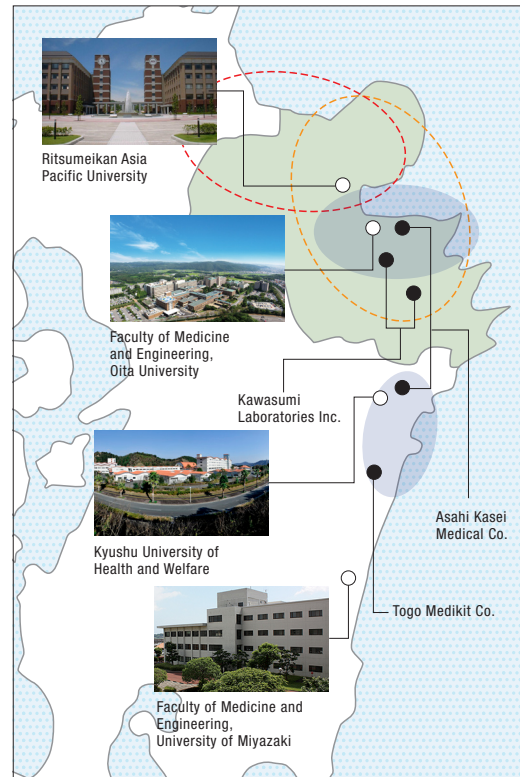 Ritsumeikan Asia
Pacific University
Faculty of Medicine
and Engineering,
Oita University
Kawasumi
Laboratories Inc.
Kyushu University of
Health and Welfare
Asahi Kasei
Medical Co.
Togo Medikit Co.
Faculty of Medicine and
Engineering,
University of Miyazaki